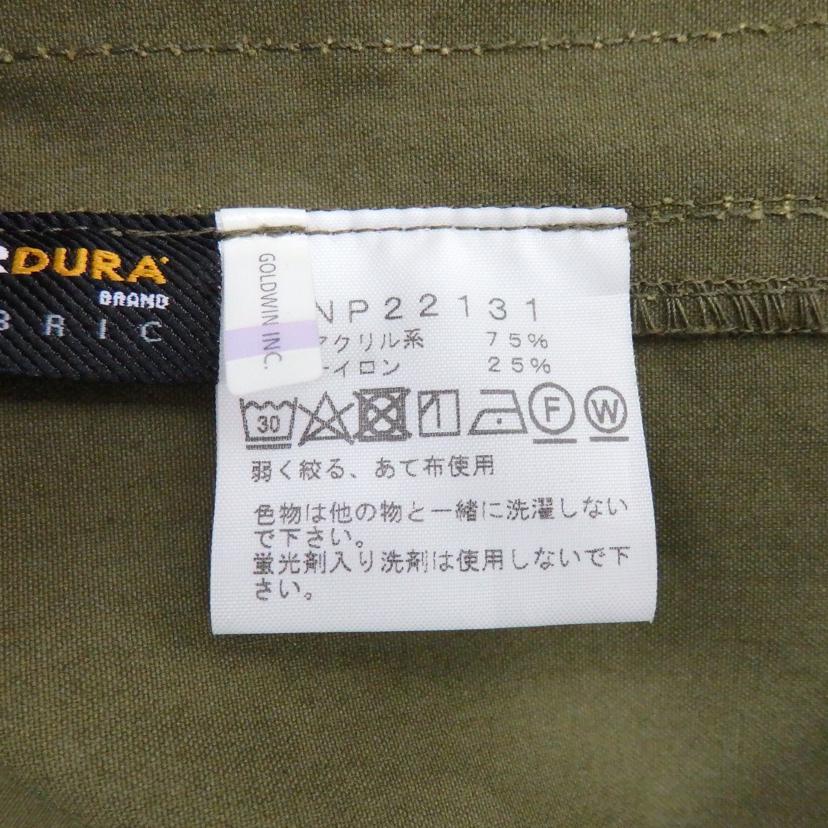 RDURA
BRAND
BRIC
GOLDWIN INC.
NP22131
アクリル系 75%
イロン 25%
30
F W
弱く絞る、あて布使用
色物は他の物と一緒に洗濯しない
で下さい。
蛍光剤入り洗剤は使用しないで下
さい。